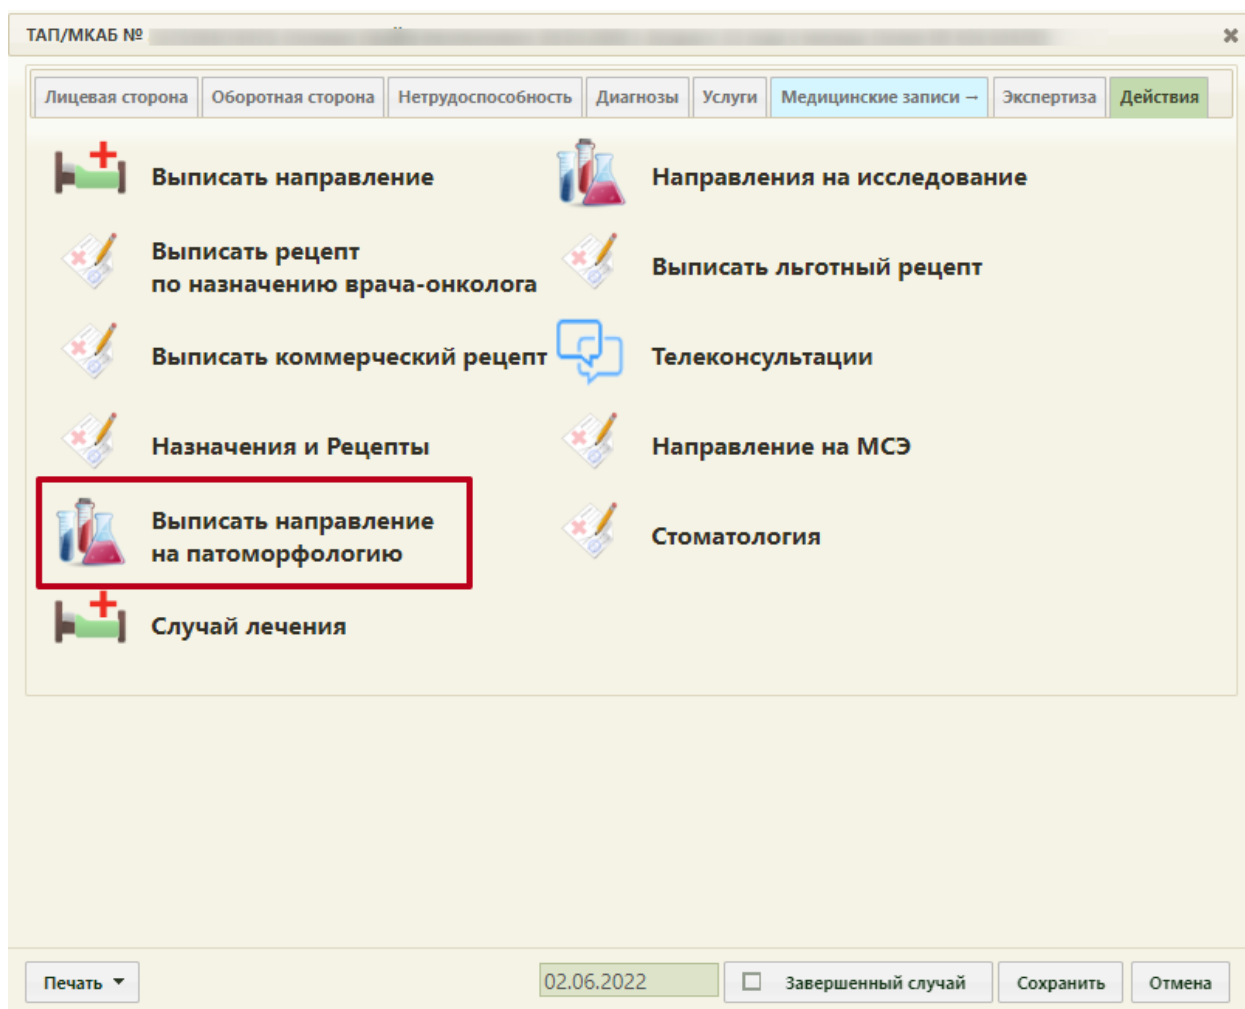 ТАП/МКАБ №
Лицевая сторона
Оборотная сторона
Нетрудоспособность
Диагнозы
Услуги
Медицинские записи →
Экспертиза
Действия
Выписать направление
Направления на исследование
Выписать рецепт
по назначению врача-онколога
Выписать льготный рецепт
Выписать коммерческий рецепт
Телеконсультации
Назначения и Рецепты
Направление на МСЭ
Выписать направление
на патоморфологию
Стоматология
Случай лечения
Печать
02.06.2022
Завершенный случай
Сохранить
Отмена